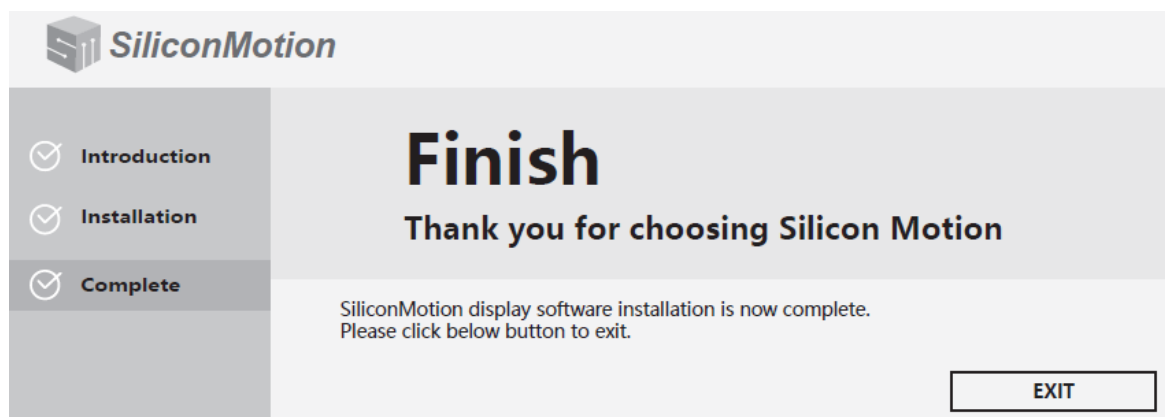 SiliconMotion
Introduction
Installation
Complete
Finish
Thank you for choosing Silicon Motion
SiliconMotion display software installation is now complete.
Please click below button to exit.
EXIT